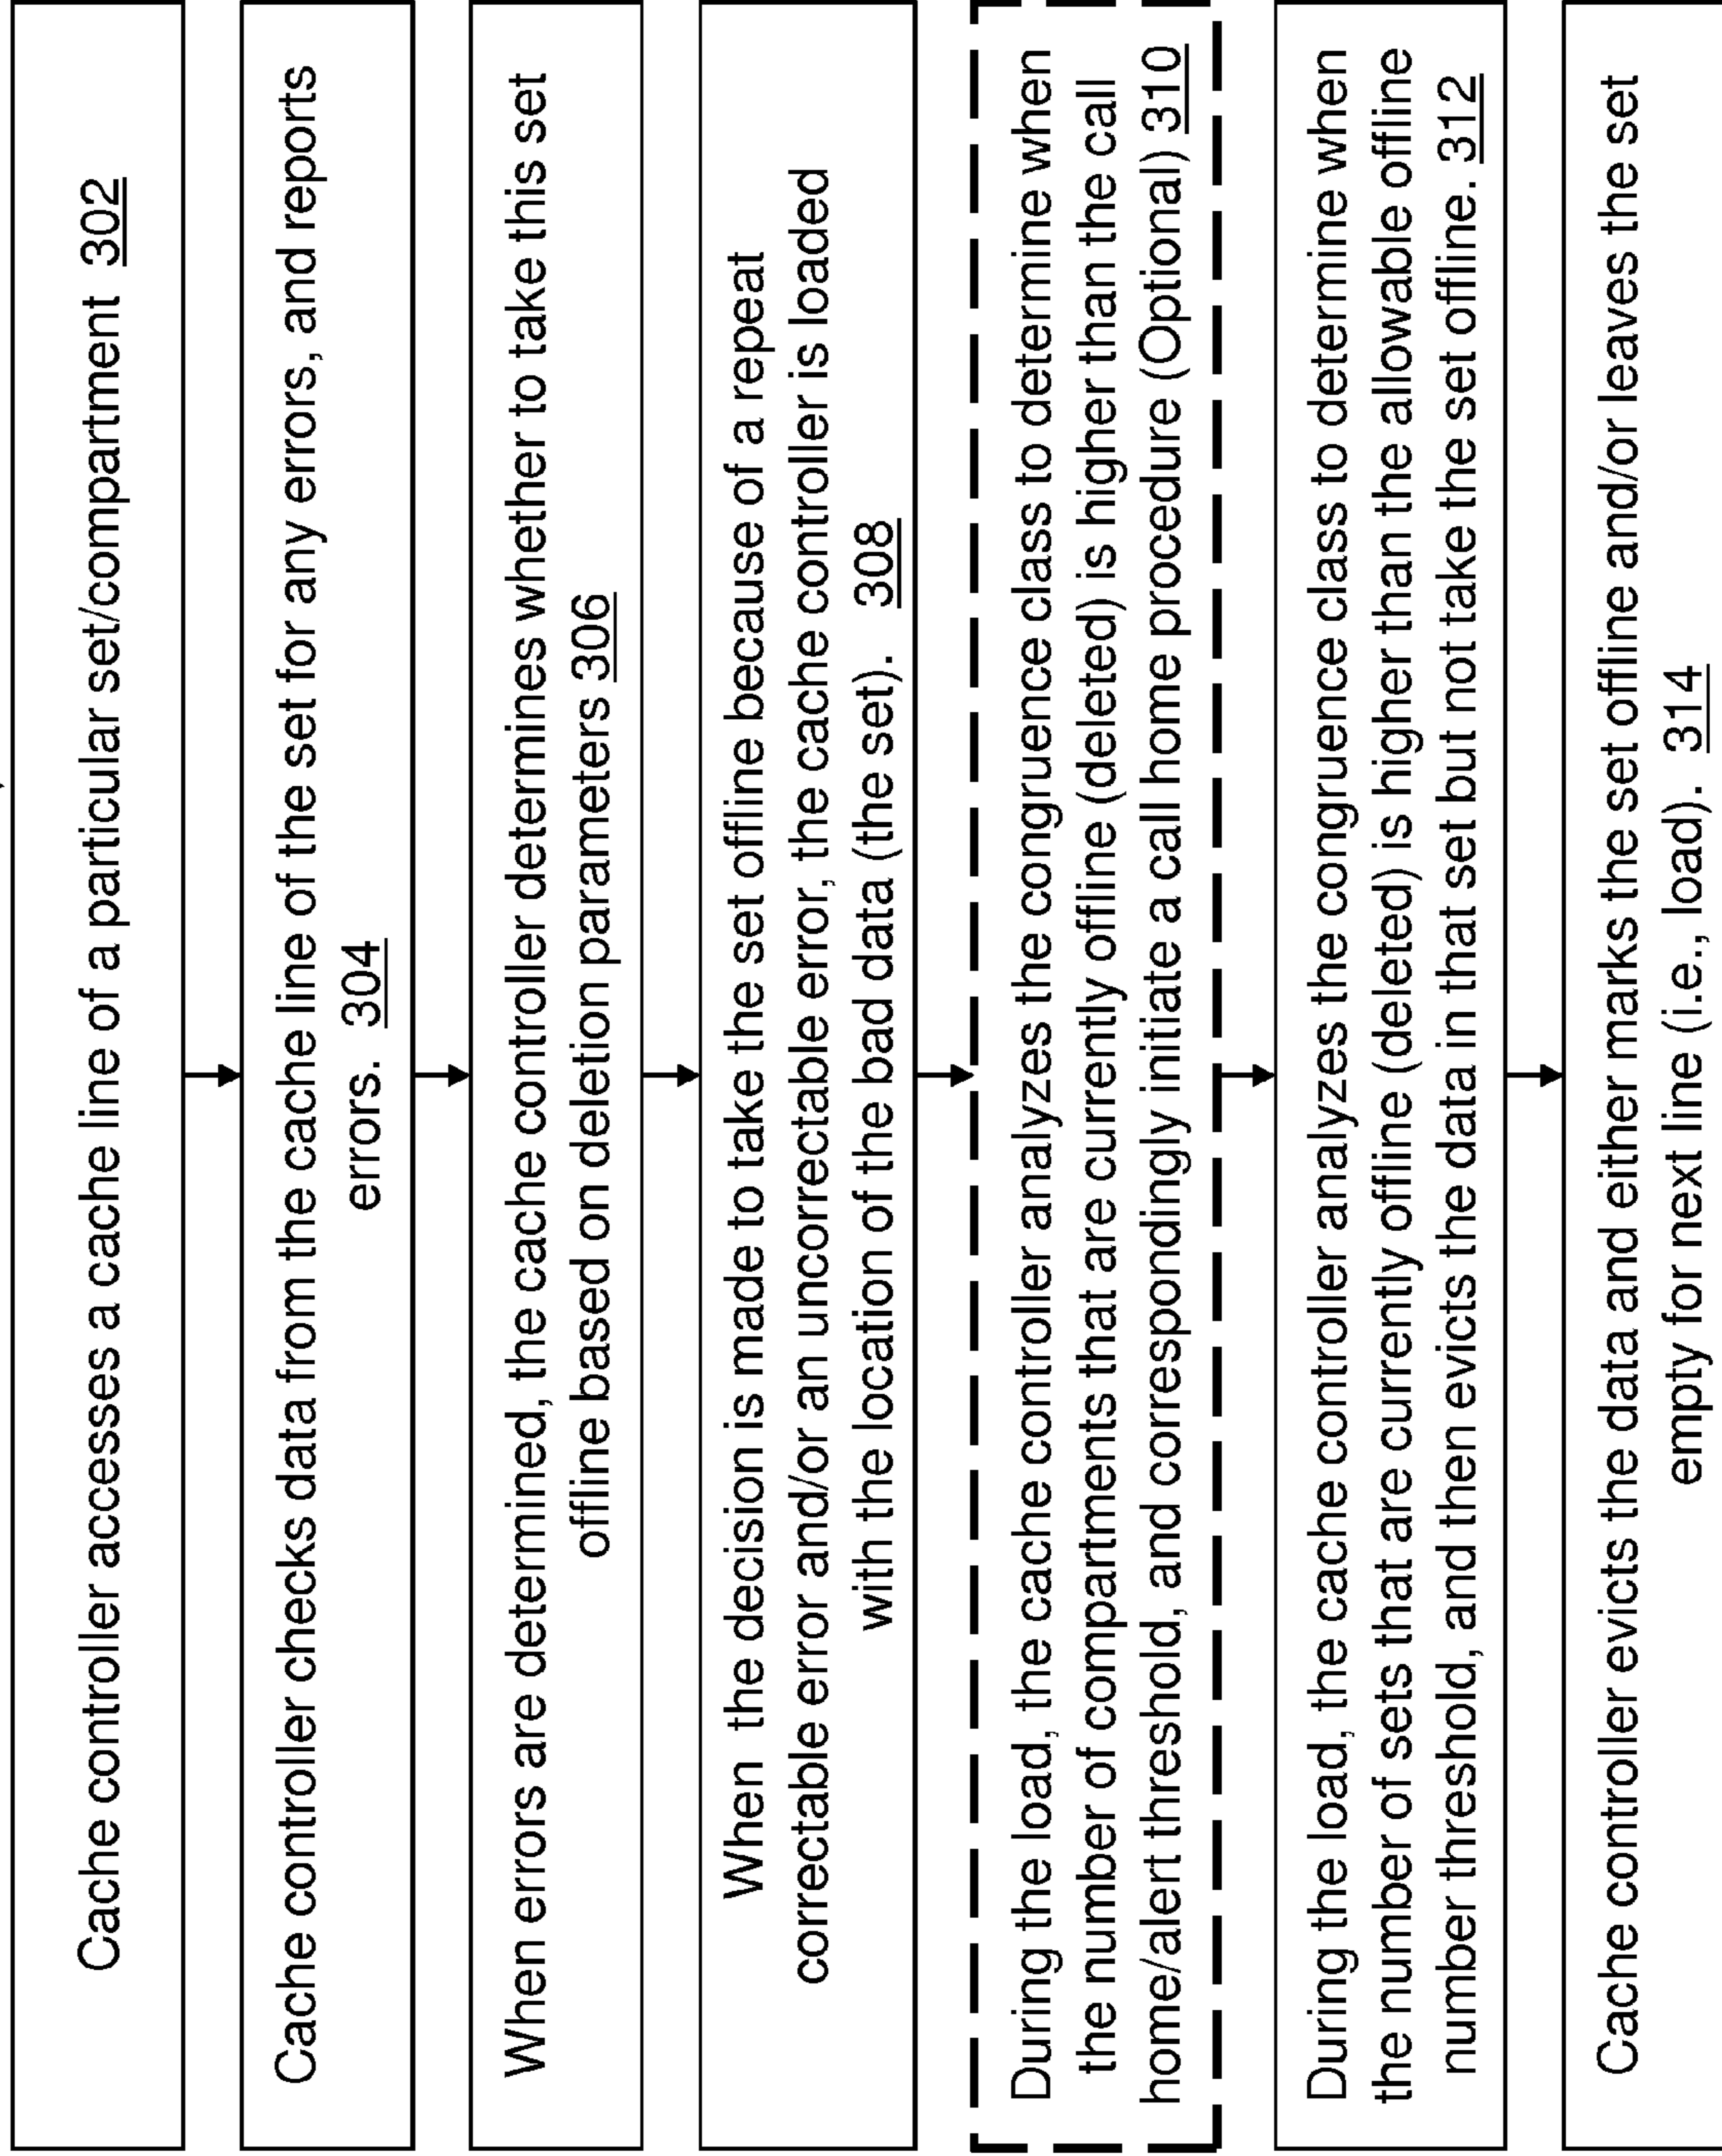 Cache controller accesses a cache line of a particular set/compartment 302
Cache controller checks data from the cache line of the set for any errors, and reports
errors. 304
When errors are determined, the cache controller determines whether to take this set
offline based on deletion parameters 306
When the decision is made to take the set offline because of a repeat
correctable error and/or an uncorrectable error, the cache controller is loaded
with the location of the bad data (the set). 308
During the load, the cache controller analyzes the congruence class to determine when
the number of compartments that are currently offline (deleted) is higher than the call
home/alert threshold, and correspondingly initiate a call home procedure (Optional) 310
During the load, the cache controller analyzes the congruence class to determine when
the number of sets that are currently offline (deleted) is higher than the allowable offline
number threshold, and then evicts the data in that set but not take the set offline. 312
Cache controller evicts the data and either marks the set offline and/or leaves the set
empty for next line (i.e., load). 314